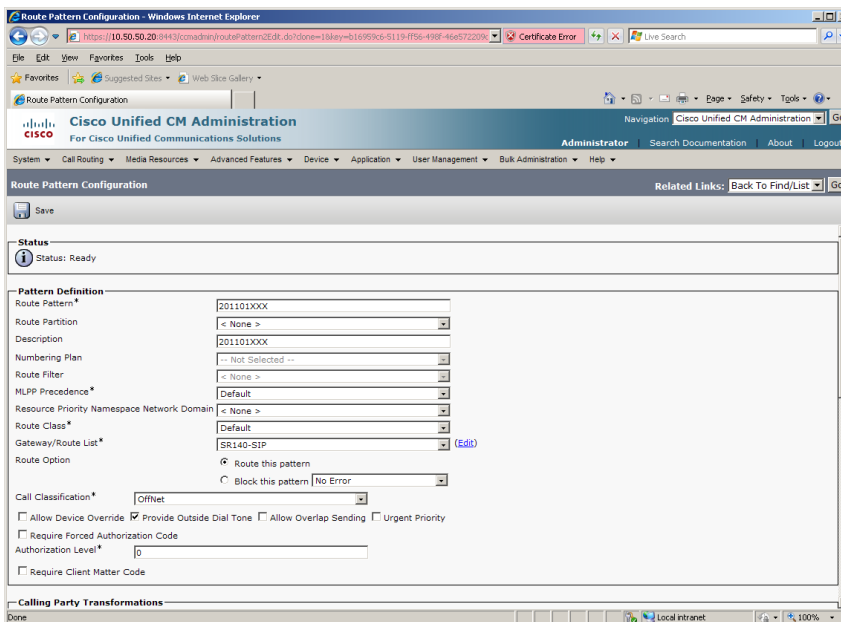 Route Pattern Configuration - Windows Internet Explorer
https://10.50.50.20:8443/ccmadmin/routePattern2Edit.do?clone=1&key=b16959c6-5119-ff56-498f-46e572209c
Certificate Error
Live Search
File Edit View Favorites Tools Help
Favorites Suggested Sites Web Slice Gallery
Route Pattern Configuration
Page Safety Tools
CISCO
Cisco Unified CM Administration
For Cisco Unified Communications Solutions
Navigation Cisco Unified CM Administration
Administrator | Search Documentation | About | Logout
System Call Routing Media Resources Advanced Features Device Application User Management Bulk Administration Help
Route Pattern Configuration
Related Links: Back To Find/List
Save
Status
Status: Ready
Pattern Definition
Route Pattern* 201101XXX
Route Partition < None >
Description 201101XXX
Numbering Plan -- Not Selected --
Route Filter < None >
MLPP Precedence* Default
Resource Priority Namespace Network Domain < None >
Route Class* Default
Gateway/Route List* SR140-SIP (Edit)
Route Option Route this pattern
Block this pattern No Error
Call Classification* OffNet
Allow Device Override Provide Outside Dial Tone Allow Overlap Sending Urgent Priority
Require Forced Authorization Code
Authorization Level* 0
Require Client Matter Code
Calling Party Transformations
Done Local intranet 100%